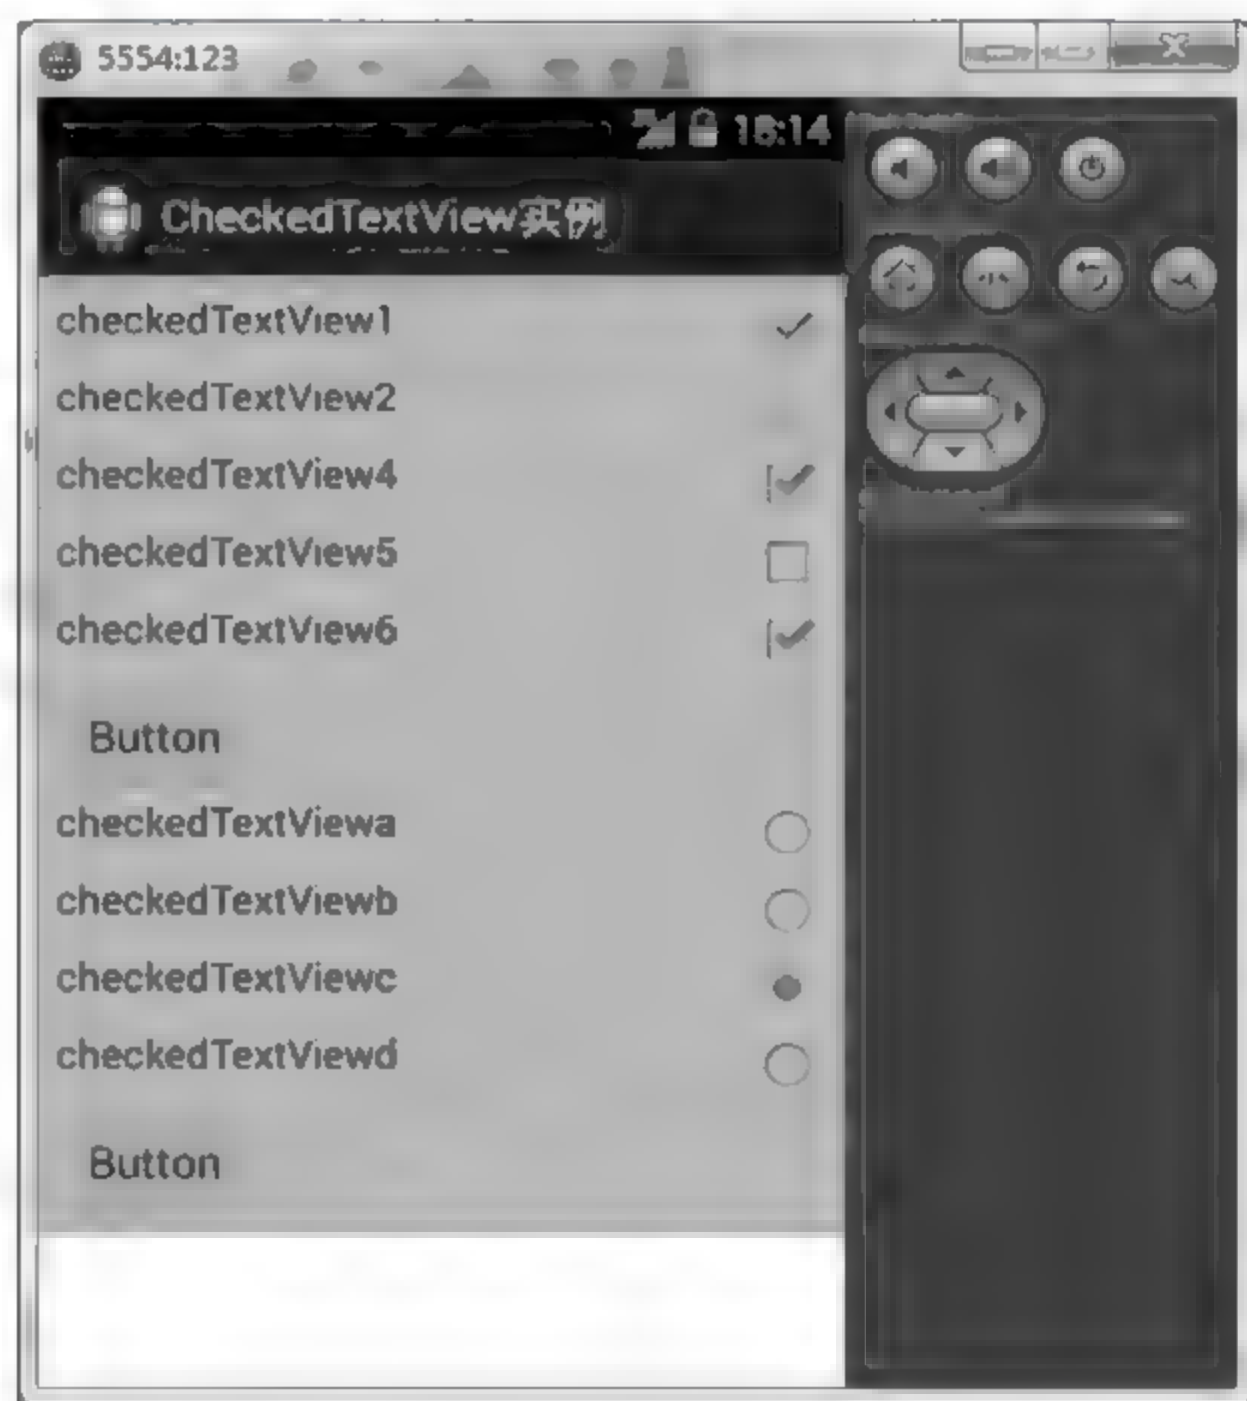 5554:123
18:14
CheckedTextView实例
checkedTextView1
checkedTextView2
checkedTextView4
checkedTextView5
checkedTextView6
Button
checkedTextViewa
checkedTextViewb
checkedTextViewc
checkedTextViewd
Button